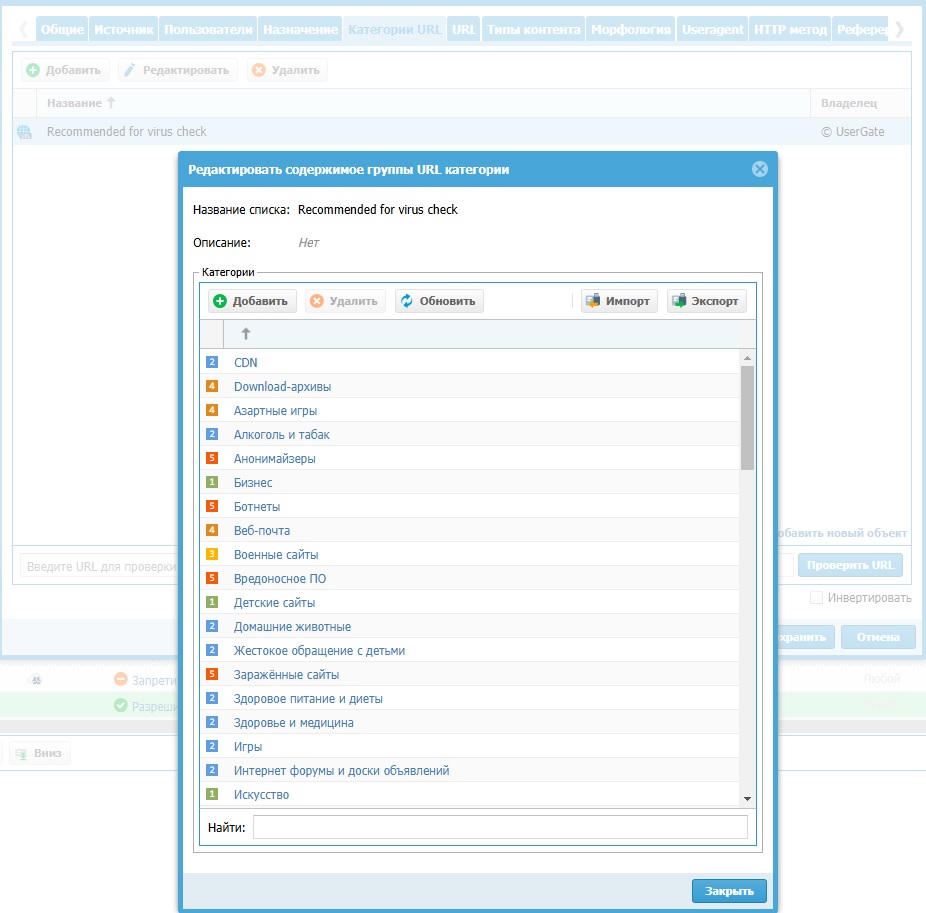 Общие Источник Пользователи Назначение Категории URL URL Типы контента Морфология Useragent HTTP метод Рефере
Добавить Редактировать Удалить
Название Владелец
Recommended for virus check © UserGate
Редактировать содержимое группы URL категории
Название списка: Recommended for virus check
Описание: Нет
Категории
Добавить Удалить Обновить Импорт Экспорт
2 CDN
4 Download-архивы
4 Азартные игры
2 Алкоголь и табак
5 Анонимайзеры
1 Бизнес
5 Ботнеты
4 Веб-почта
3 Военные сайты
5 Вредоносное ПО
1 Детские сайты
2 Домашние животные
2 Жестокое обращение с детьми
5 Заражённые сайты
2 Здоровое питание и диеты
2 Здоровье и медицина
2 Игры
2 Интернет форумы и доски объявлений
1 Искусство
Найти:
Закрыть
обавить новый объект
Введите URL для проверки Проверить URL
Инвертировать
хранить Отмена
Запрети Любой
Разреши
Вниз